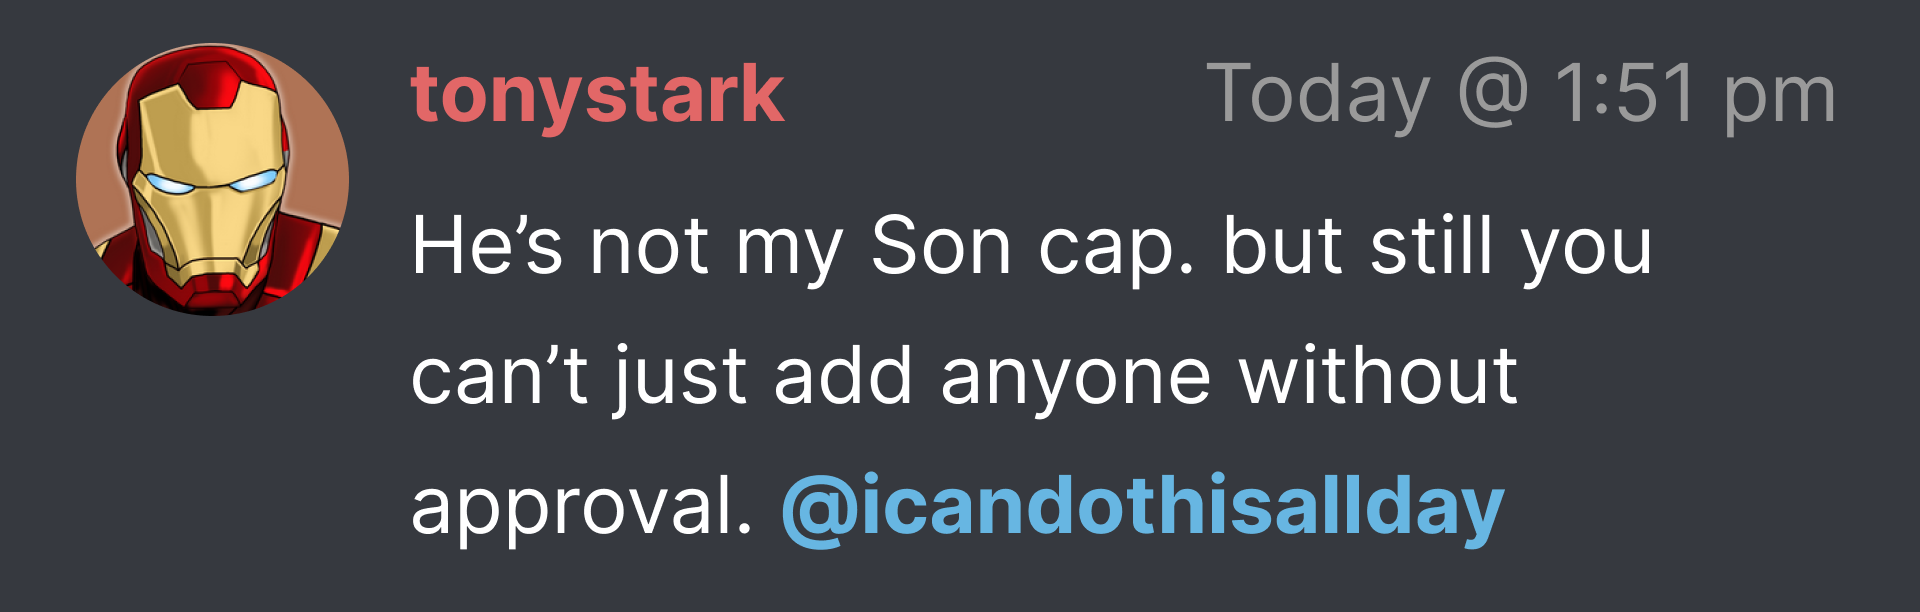 tonystark
Today @ 1:51 pm
He’s not my Son cap. but still you
can’t just add anyone without
approval. @icandothisallday